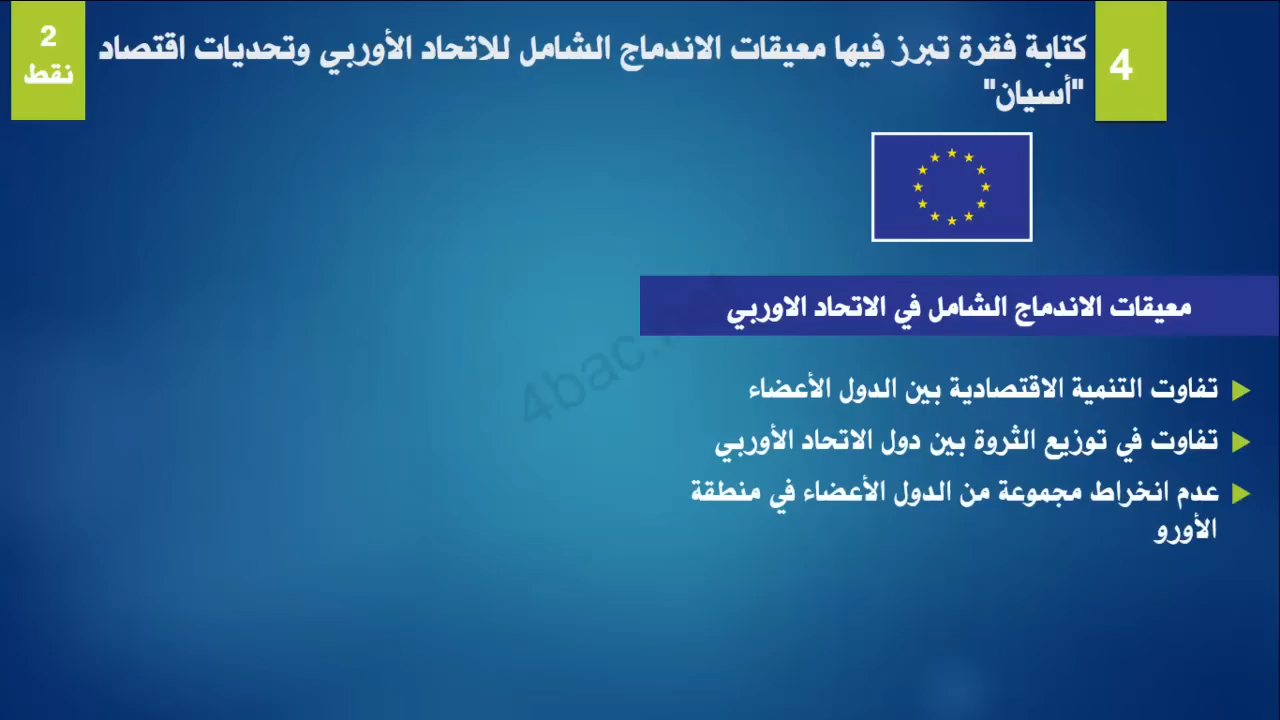 4
كتابة فقرة تبرز فيها معيقات الاندماج الشامل للاتحاد الأوربي وتحديات اقتصاد
"أسيان"
2
نقط
معيقات الاندماج الشامل في الاتحاد الاوربي
تفاوت التنمية الاقتصادية بين الدول الأعضاء
تفاوت في توزيع الثروة بين دول الاتحاد الأوربي
عدم انخراط مجموعة من الدول الأعضاء في منطقة
الأورو